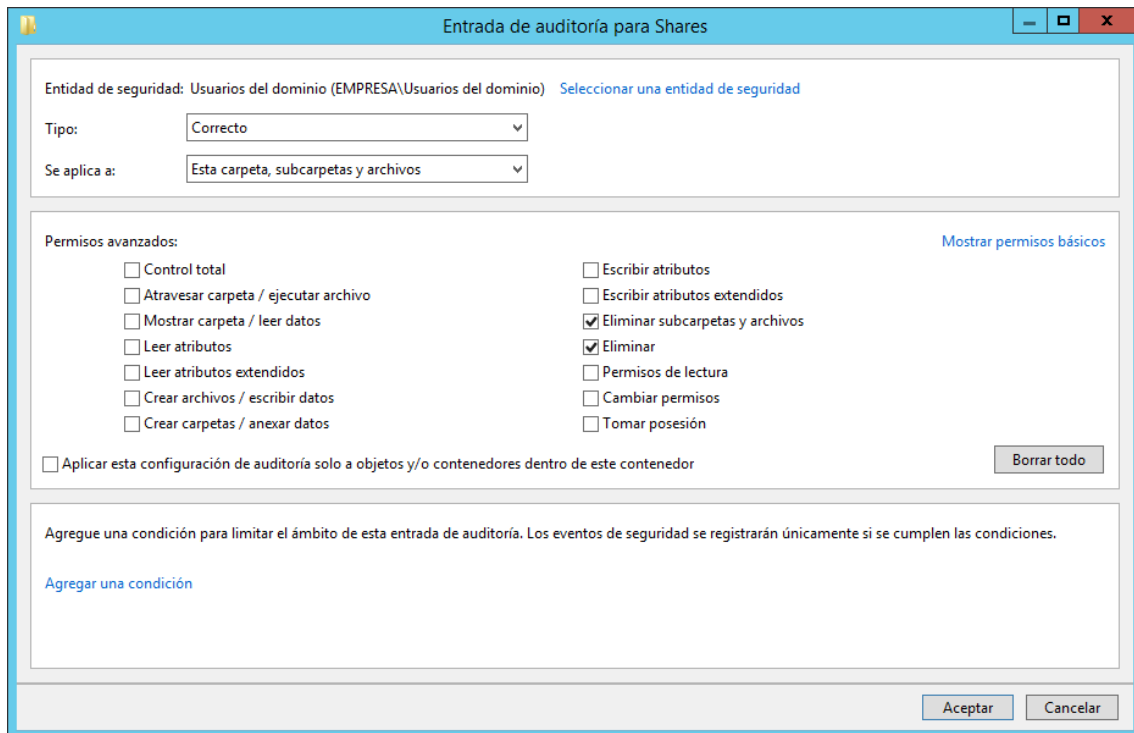 Entrada de auditoría para Shares
Entidad de seguridad: Usuarios del dominio (EMPRESA\Usuarios del dominio) Seleccionar una entidad de seguridad
Tipo: Correcto
Se aplica a: Esta carpeta, subcarpetas y archivos
Permisos avanzados: Mostrar permisos básicos
Control total
Atravesar carpeta / ejecutar archivo
Mostrar carpeta / leer datos
Leer atributos
Leer atributos extendidos
Crear archivos / escribir datos
Crear carpetas / anexar datos
Escribir atributos
Escribir atributos extendidos
Eliminar subcarpetas y archivos
Eliminar
Permisos de lectura
Cambiar permisos
Tomar posesión
Aplicar esta configuración de auditoría solo a objetos y/o contenedores dentro de este contenedor
Borrar todo
Agregue una condición para limitar el ámbito de esta entrada de auditoría. Los eventos de seguridad se registrarán únicamente si se cumplen las condiciones.
Agregar una condición
Aceptar Cancelar